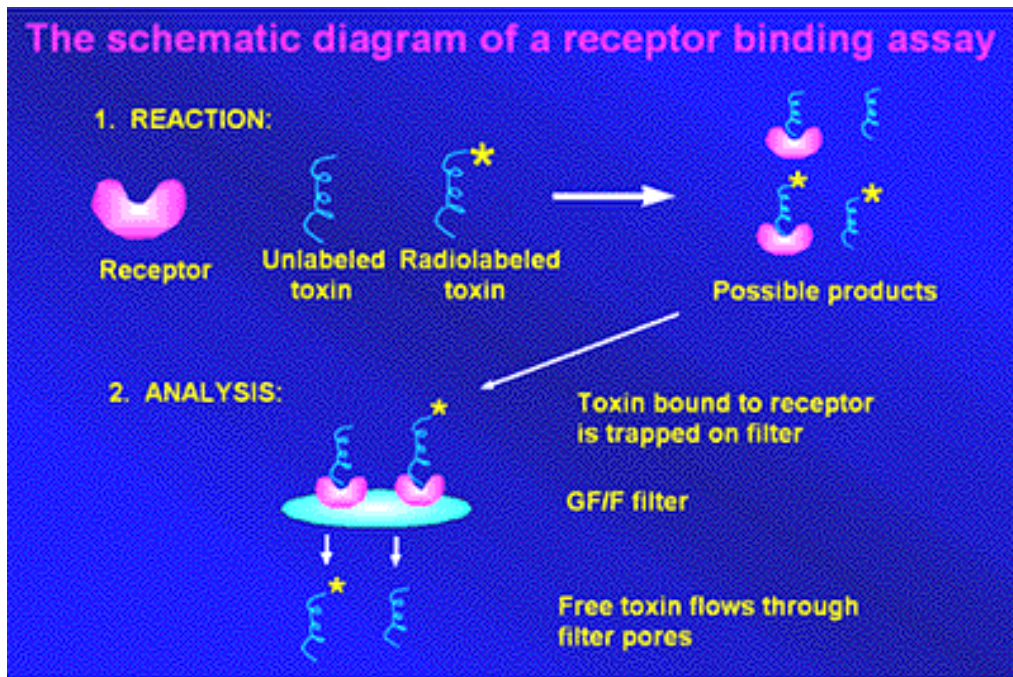 The schematic diagram of a receptor binding assay
1. REACTION:
*
*
*
*
Receptor
Unlabeled
toxin
Radiolabeled
toxin
Possible products
2. ANALYSIS:
*
Toxin bound to receptor
is trapped on filter
GF/F filter
*
Free toxin flows through
filter pores